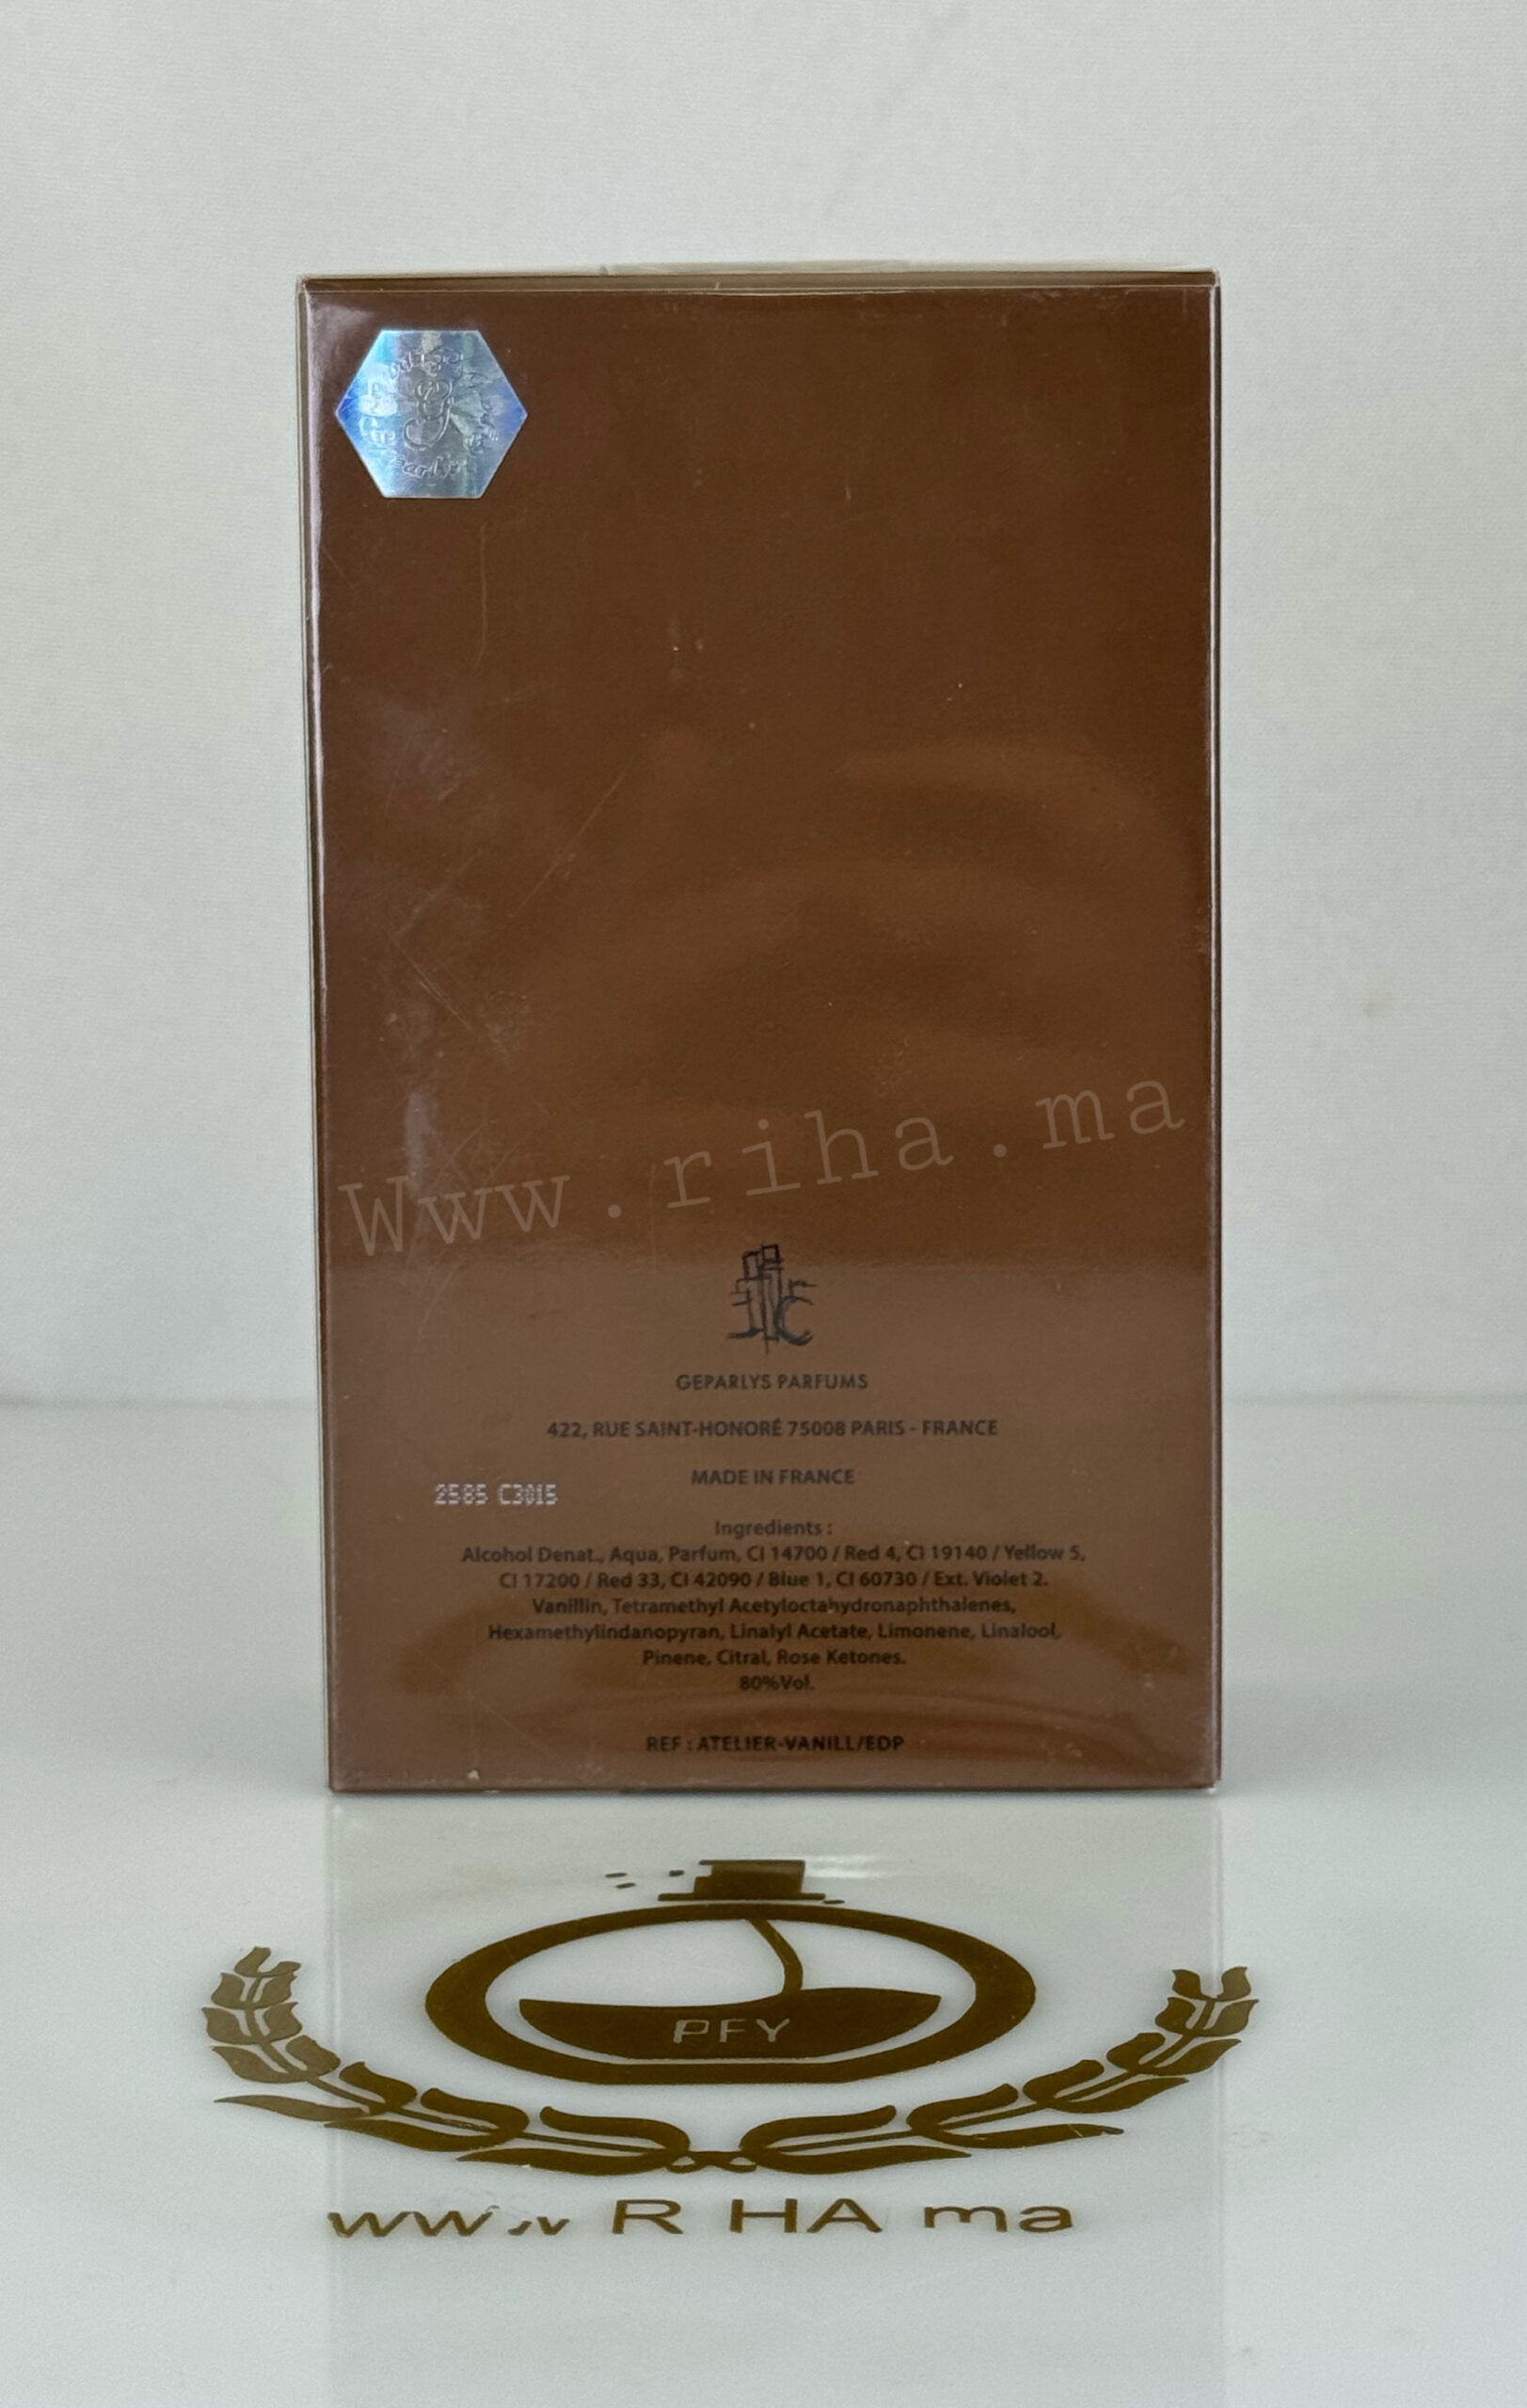 Www.riha.ma
GEPARLYS PARFUMS
422, RUE SAINT-HONORÉ 75008 PARIS - FRANCE
MADE IN FRANCE
2585 C3015
Ingredients :
Alcohol Denat., Aqua, Parfum, CI 14700 / Red 4, CI 19140 / Yellow 5,
CI 17200 / Red 33, CI 42090 / Blue 1, CI 60730 / Ext. Violet 2.
Vanillin, Tetramethyl Acetyloctahydronaphthalenes,
Hexamethylindanopyran, Linalyl Acetate, Limonene, Linalool,
Pinene, Citral, Rose Ketones.
80%Vol.
REF : ATELIER-VANILL/EDP
PFY
R HA ma